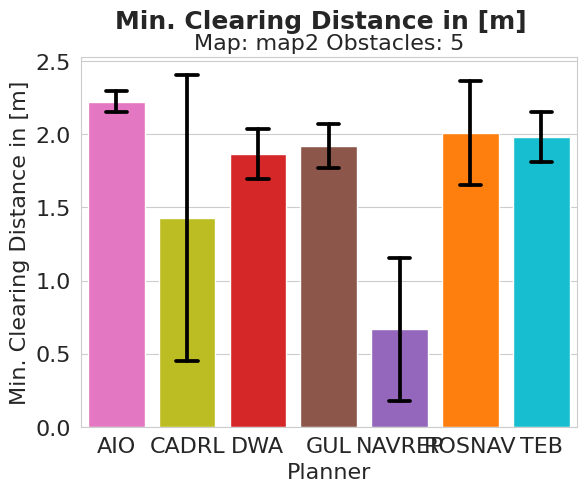 Min. Clearing Distance in [m]
Map: map2 Obstacles: 5
Min. Clearing Distance in [m]
2.5
2.0
1.5
1.0
0.5
0.0
AIO CADRL DWA GUL NAVREP ROSNAV TEB
Planner